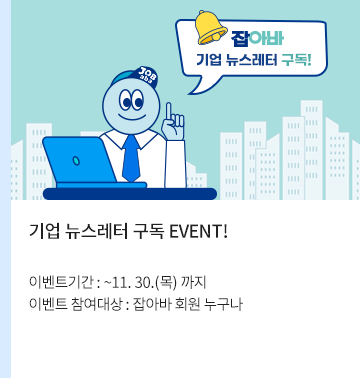 잡아바
기업 뉴스레터 구독!
JOB
aba
기업 뉴스레터 구독 EVENT!
이벤트기간 : ~11. 30.(목) 까지
이벤트 참여대상 : 잡아바 회원 누구나